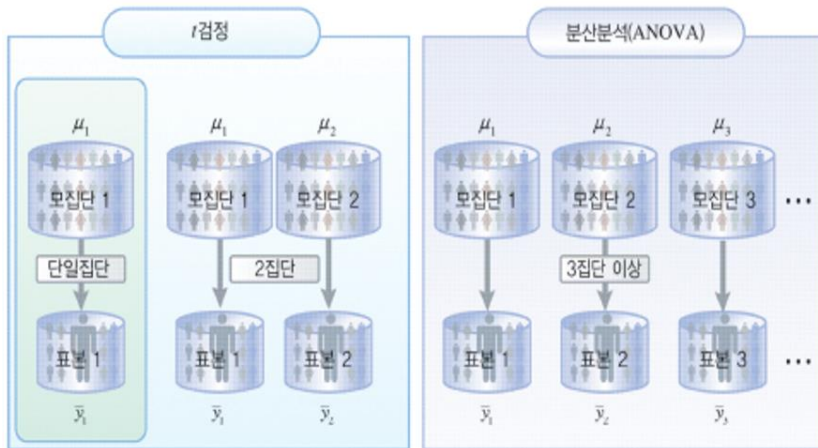 t검정
분산분석(ANOVA)
μ₁
μ₁
μ₂
μ₁
μ₂
μ₃
모집단 1
모집단 1
모집단 2
모집단 1
모집단 2
모집단 3
...
단일집단
2집단
3집단 이상
표본 1
표본 1
표본 2
표본 1
표본 2
표본 3
...
ȳ₁
ȳ₁
ȳ₂
ȳ₁
ȳ₂
ȳ₃